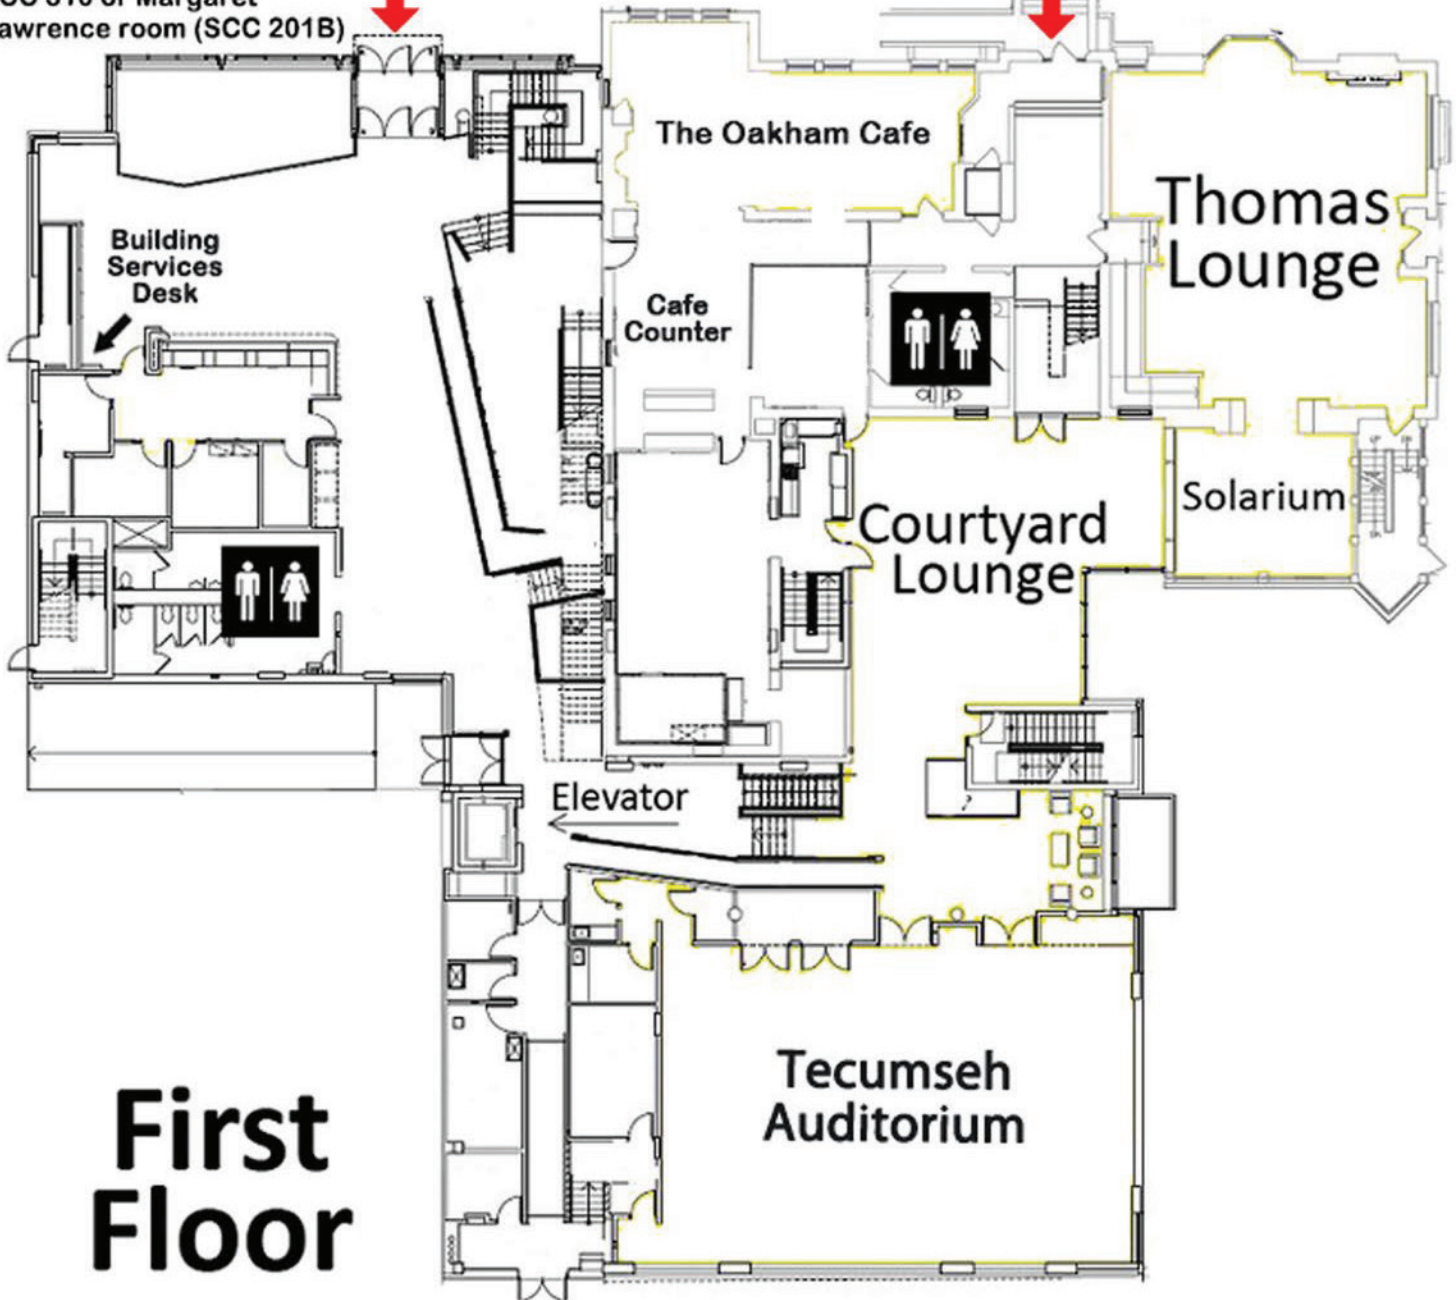 awrence room (SCC 201B)
The Oakham Cafe
Thomas
Lounge
Building
Services
Desk
Cafe
Counter
Solarium
Courtyard
Lounge
Elevator
Tecumseh
Auditorium
First
Floor